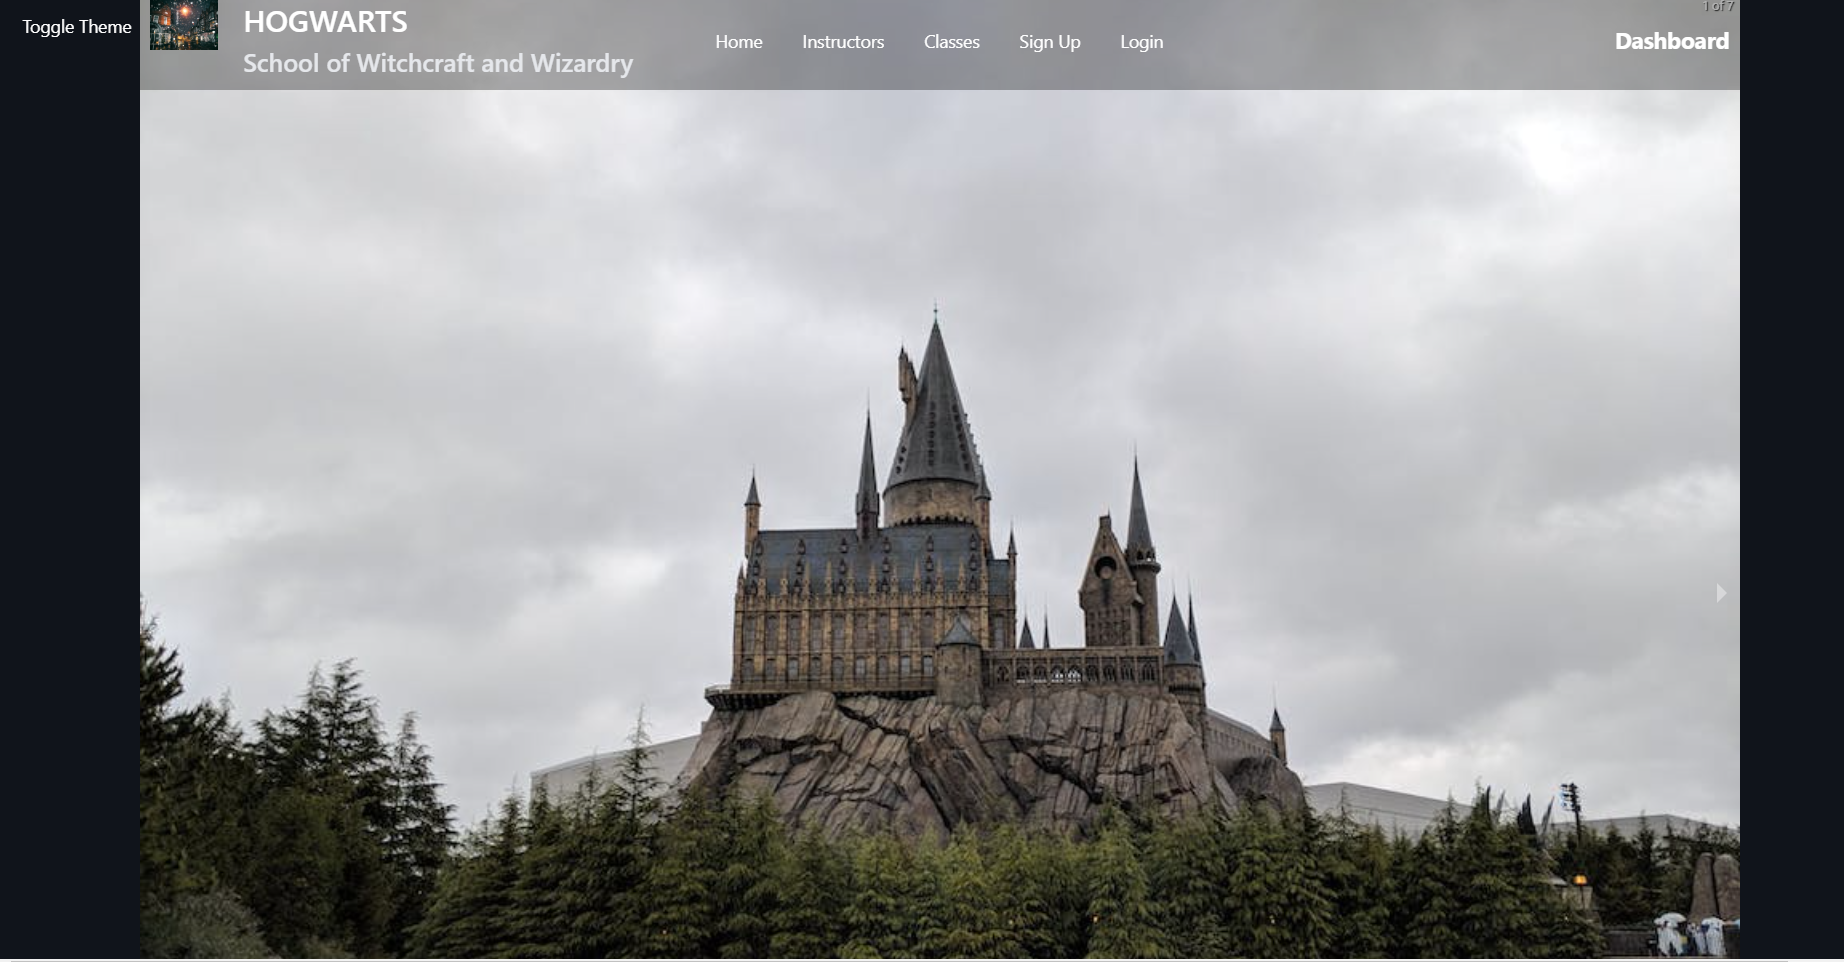 Toggle Theme
HOGWARTS
School of Witchcraft and Wizardry
Home Instructors Classes Sign Up Login
1 of 7
Dashboard